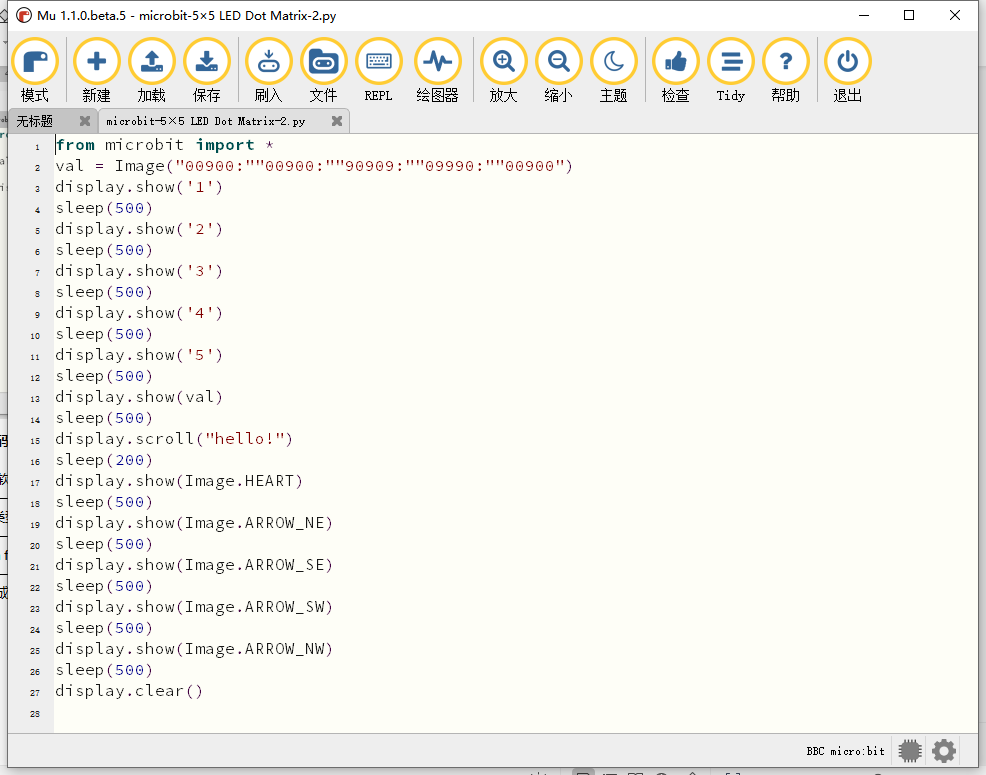 Mu 1.1.0.beta.5 - microbit-5×5 LED Dot Matrix-2.py
模式 新建 加载 保存 刷入 文件 REPL 绘图器 放大 缩小 主题 检查 Tidy 帮助 退出
无标题 microbit-5×5 LED Dot Matrix-2.py
1 from microbit import *
2 val = Image("00900:""00900:""90909:""09990:""00900")
3 display.show('1')
4 sleep(500)
5 display.show('2')
6 sleep(500)
7 display.show('3')
8 sleep(500)
9 display.show('4')
10 sleep(500)
11 display.show('5')
12 sleep(500)
13 display.show(val)
14 sleep(500)
15 display.scroll("hello!")
16 sleep(200)
17 display.show(Image.HEART)
18 sleep(500)
19 display.show(Image.ARROW_NE)
20 sleep(500)
21 display.show(Image.ARROW_SE)
22 sleep(500)
23 display.show(Image.ARROW_SW)
24 sleep(500)
25 display.show(Image.ARROW_NW)
26 sleep(500)
27 display.clear()
28
BBC micro:bit